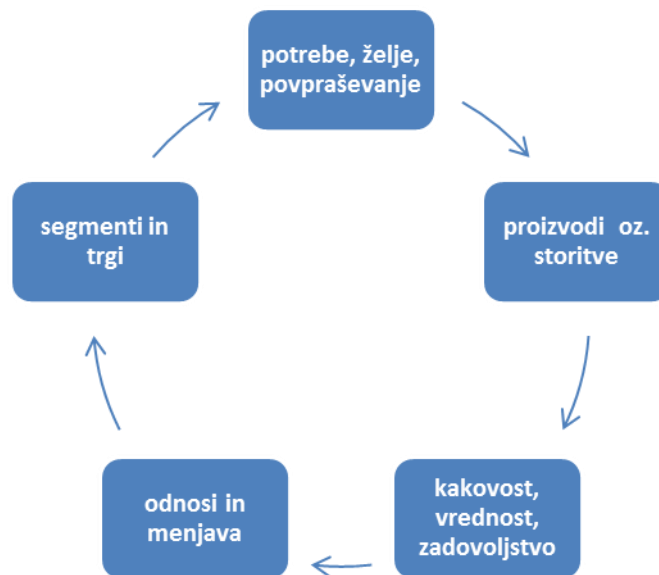 potrebe, želje,
povpraševanje
proizvodi oz.
storitve
kakovost,
vrednost,
zadovoljstvo
odnosi in
menjava
segmenti in
trgi